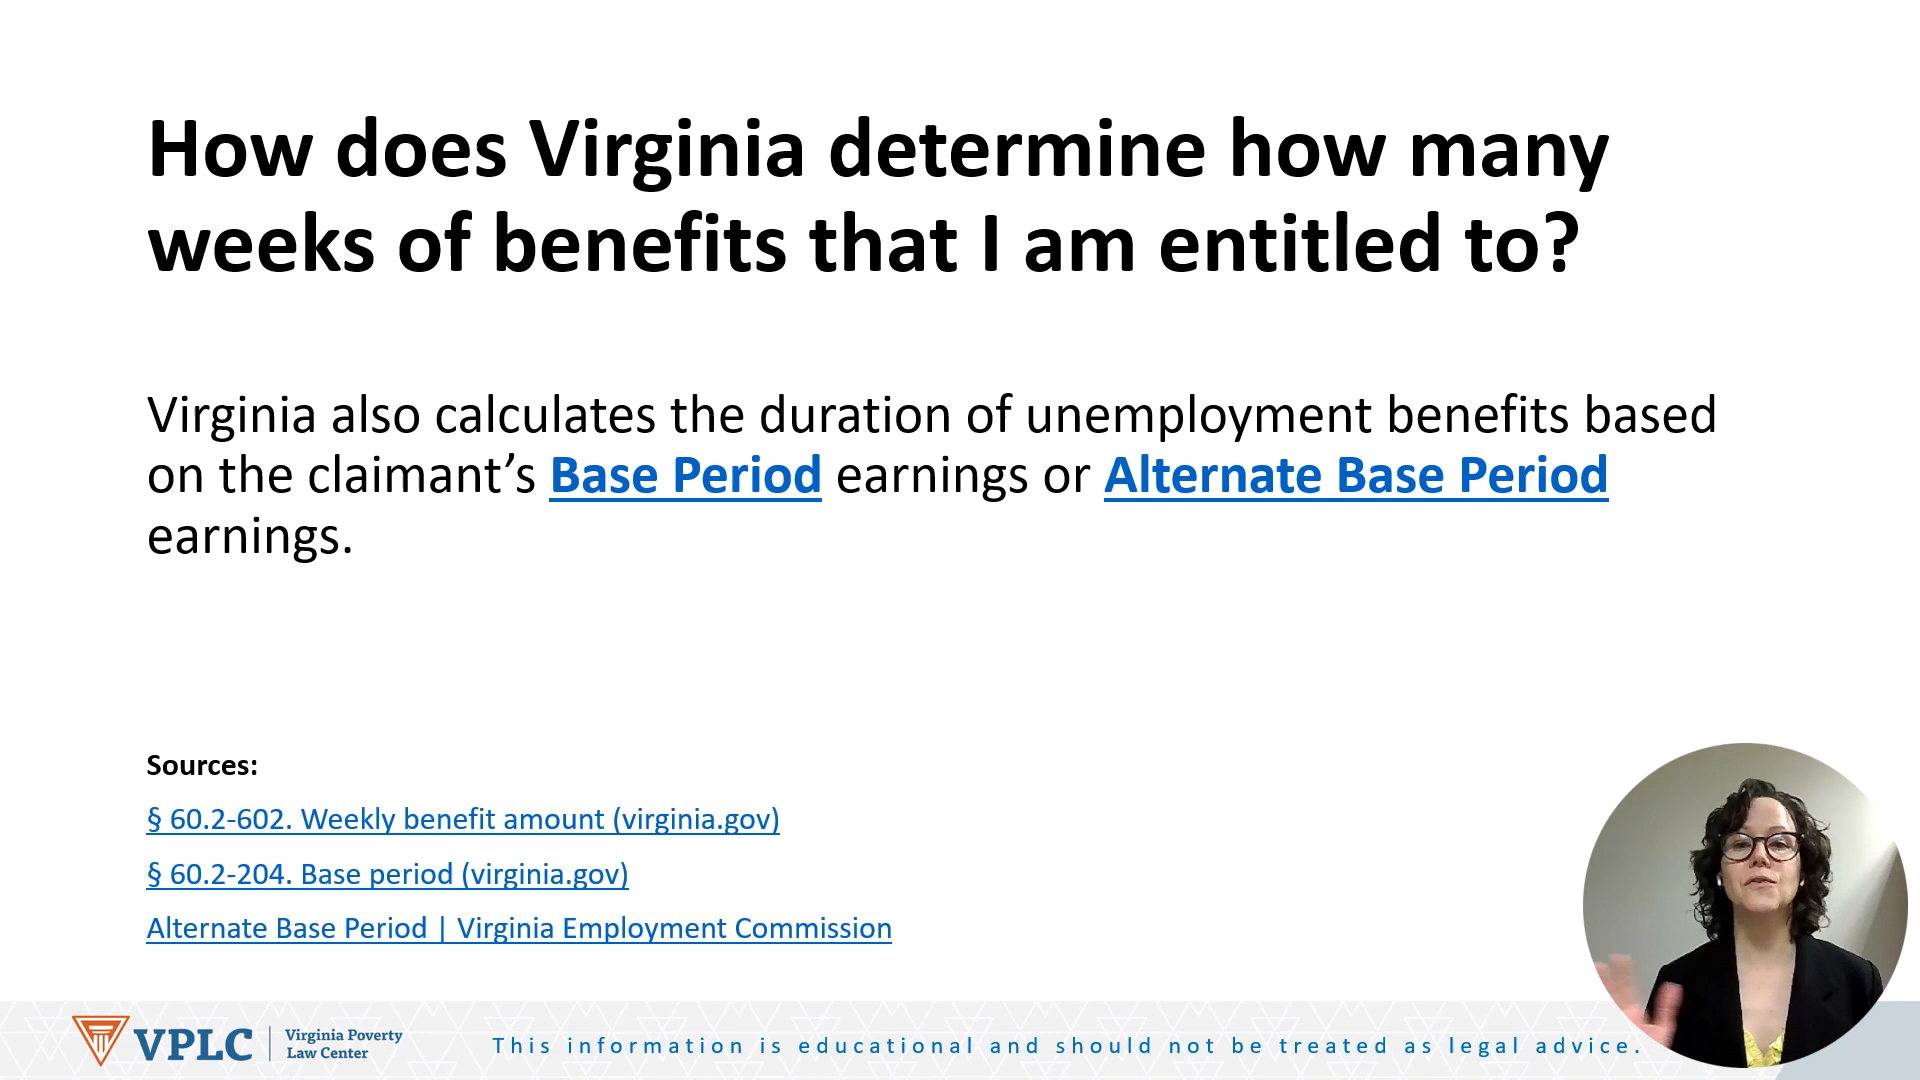 How does Virginia determine how many
weeks of benefits that I am entitled to?
Virginia also calculates the duration of unemployment benefits based
on the claimant’s Base Period earnings or Alternate Base Period
earnings.
Sources:
§ 60.2-602. Weekly benefit amount (virginia.gov)
§ 60.2-204. Base period (virginia.gov)
Alternate Base Period | Virginia Employment Commission
VPLC
Virginia Poverty
Law Center
This information is educational and should not be treated as legal advice.